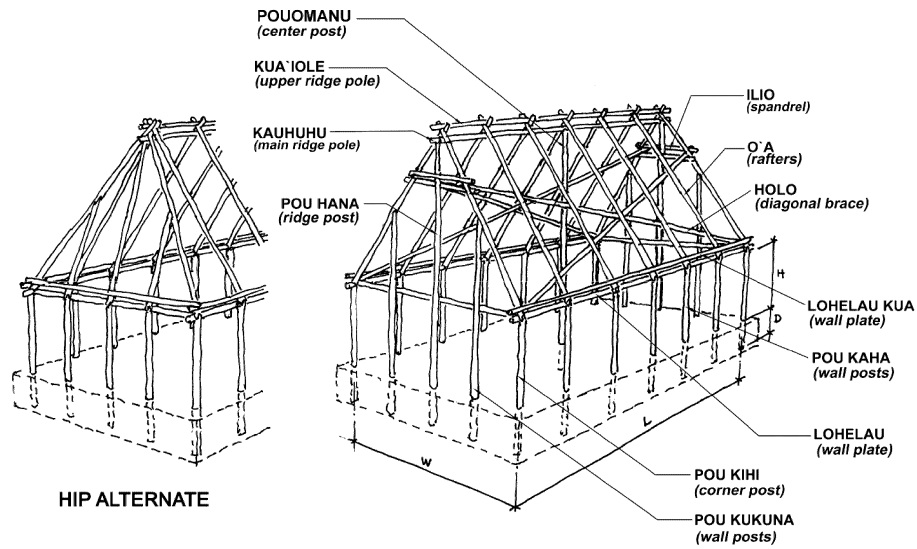 POUOMANU
(center post)
KUA`IOLE
(upper ridge pole)
KAUHUHU
(main ridge pole)
POU HANA
(ridge post)
ILIO
(spandrel)
O`A
(rafters)
HOLO
(diagonal brace)
H
D
LOHELAU KUA
(wall plate)
POU KAHA
(wall posts)
LOHELAU
(wall plate)
L
W
POU KIHI
(corner post)
POU KUKUNA
(wall posts)
HIP ALTERNATE